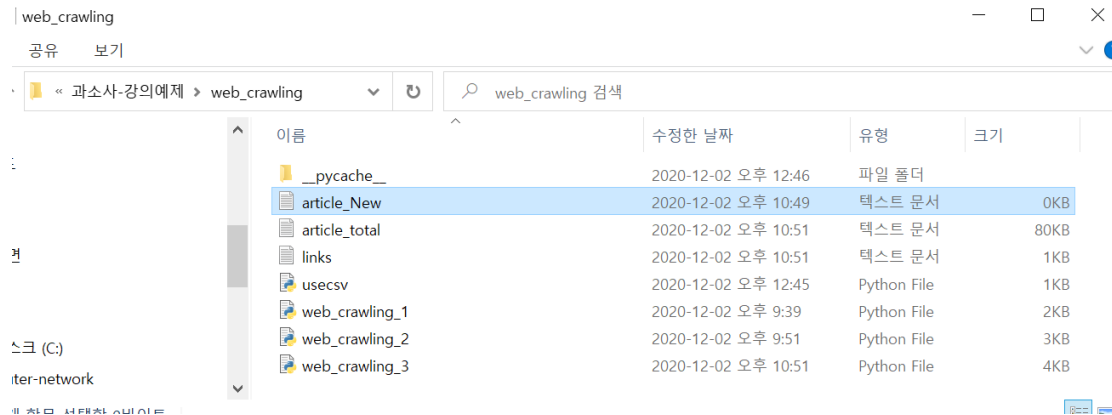 web_crawling
공유 보기
« 과소사-강의예제 > web_crawling web_crawling 검색
이름 수정한 날짜 유형 크기
__pycache__ 2020-12-02 오후 12:46 파일 폴더
article_New 2020-12-02 오후 10:49 텍스트 문서 0KB
article_total 2020-12-02 오후 10:51 텍스트 문서 80KB
면 links 2020-12-02 오후 10:51 텍스트 문서 1KB
usecsv 2020-12-02 오후 12:45 Python File 1KB
web_crawling_1 2020-12-02 오후 9:39 Python File 2KB
web_crawling_2 2020-12-02 오후 9:51 Python File 3KB
스크 (C:) web_crawling_3 2020-12-02 오후 10:51 Python File 4KB
uter-network